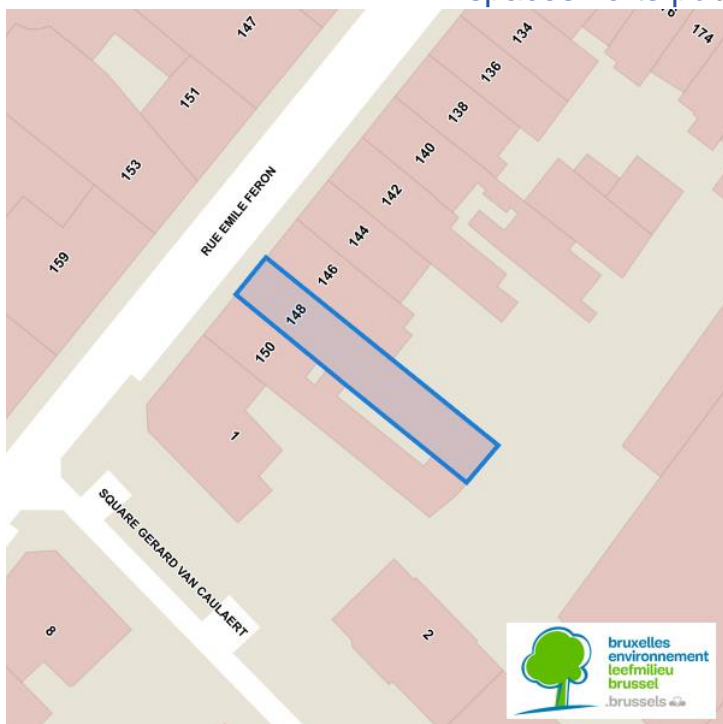 134
147
174
136
151
138
140
153
142
RUE EMILE FERON
144
159
146
148
150
1
SQUARE GERARD VAN CAULAERT
8
2
bruxelles
environnement
leefmilieu
brussel
.brussels